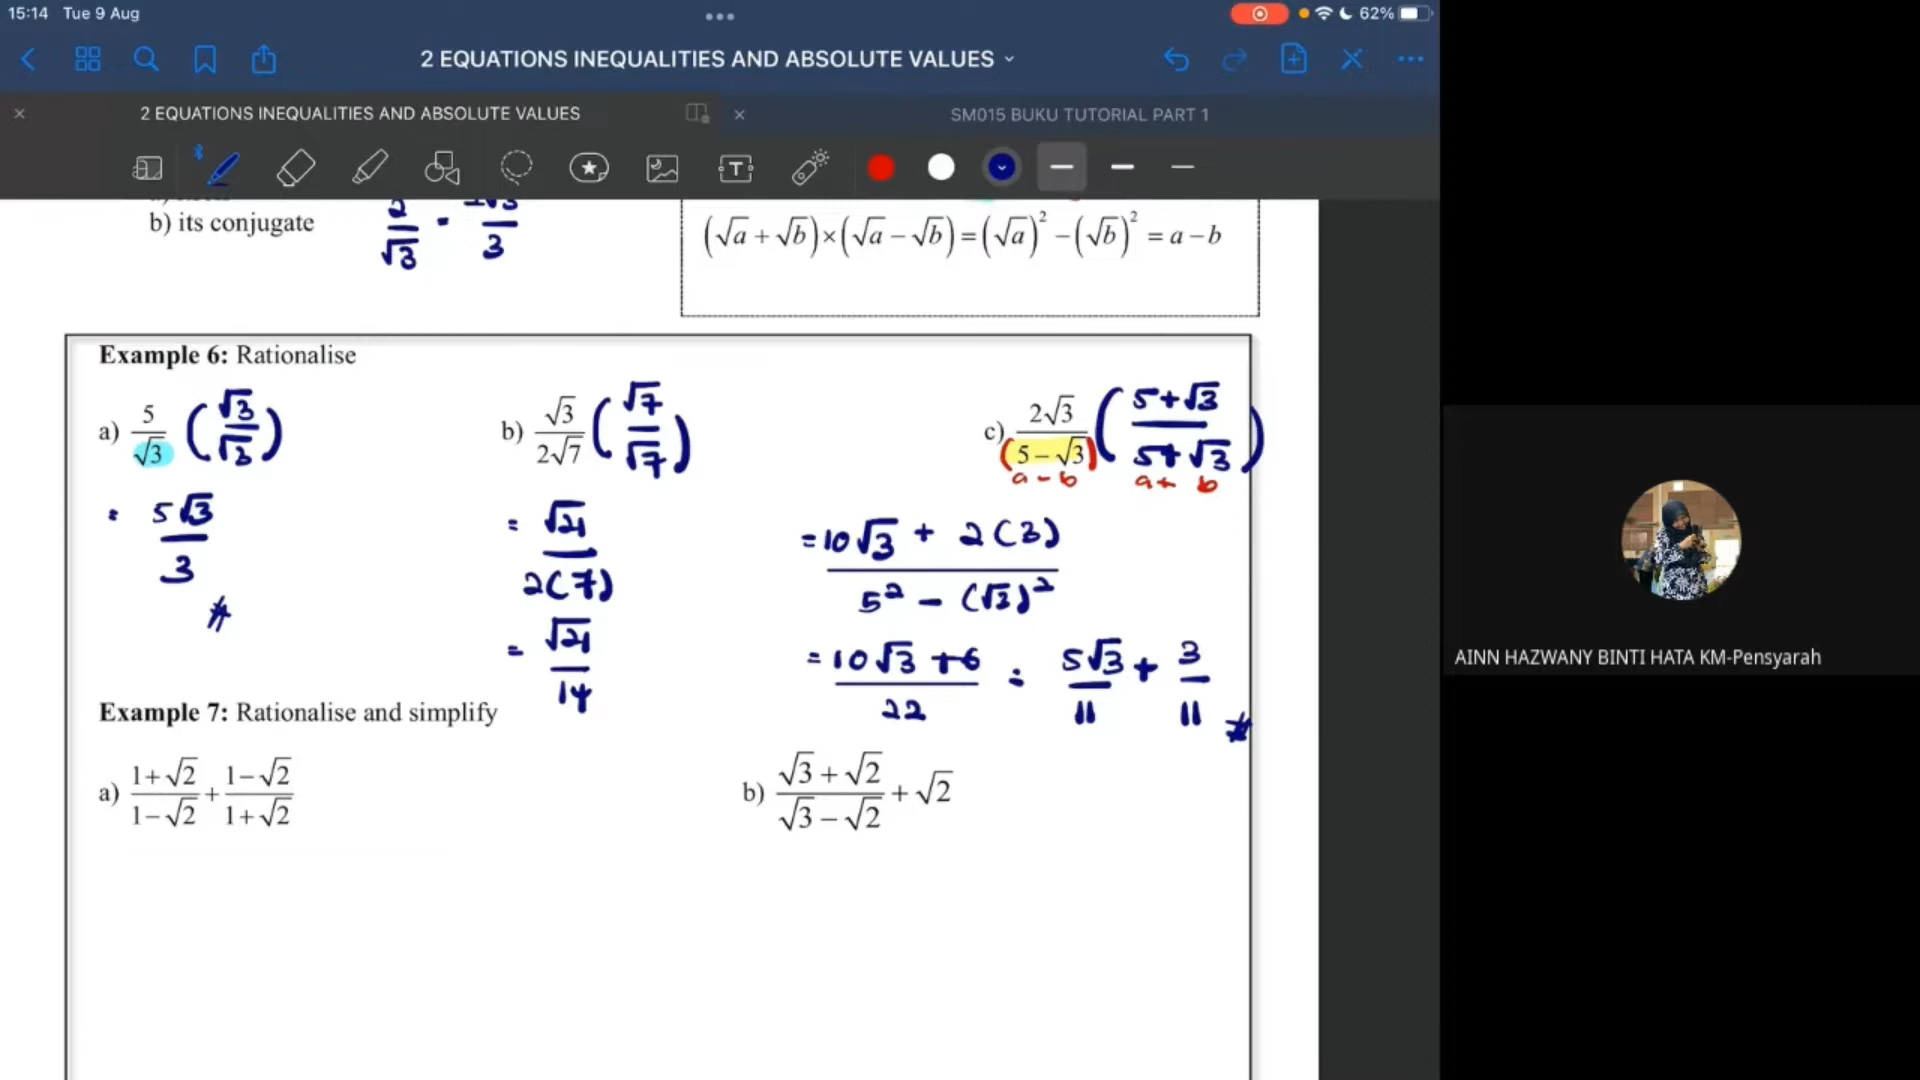 15:14 Tue 9 Aug 62%
2 EQUATIONS INEQUALITIES AND ABSOLUTE VALUES
2 EQUATIONS INEQUALITIES AND ABSOLUTE VALUES SM015 BUKU TUTORIAL PART 1
b) its conjugate 2/√3 = 2√3/3
(√a + √b)×(√a − √b) = (√a)² − (√b)² = a − b
Example 6: Rationalise
a) 5/√3 (√3/√3) b) √3/2√7 (√7/√7) c) 2√3/(5 − √3) (5+√3/5+√3)
a − b a + b
= 5√3/3 = √21/2(7) = 10√3 + 2(3)/5² − (√3)²
= √21/14 = 10√3 + 6/22 = 5√3/11 + 3/11
Example 7: Rationalise and simplify
a) 1+√2/1−√2 + 1−√2/1+√2 b) √3+√2/√3−√2 + √2
AINN HAZWANY BINTI HATA KM-Pensyarah